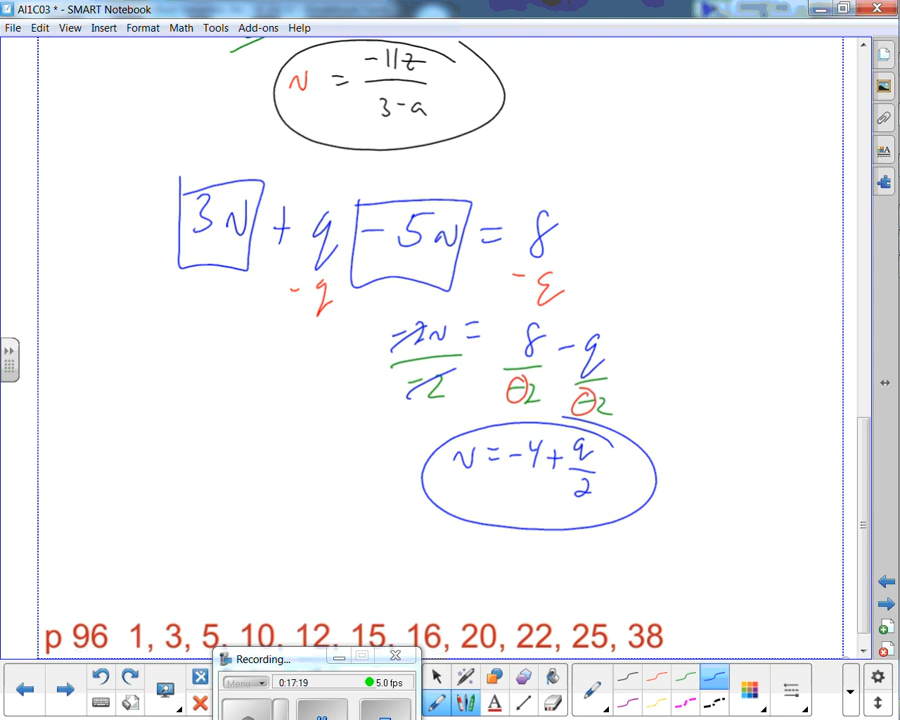 AI1C03 * - SMART Notebook
File Edit View Insert Format Math Tools Add-ons Help
N = -11z / 3-a
3N + q - 5N = 8
-q -q
-2N = 8 - q
-2 -2 -2
N = -4 + q/2
p 96 1, 3, 5, 10, 12, 15, 16, 20, 22, 25, 38
Recording...
Menu 0:17:19 5.0 fps